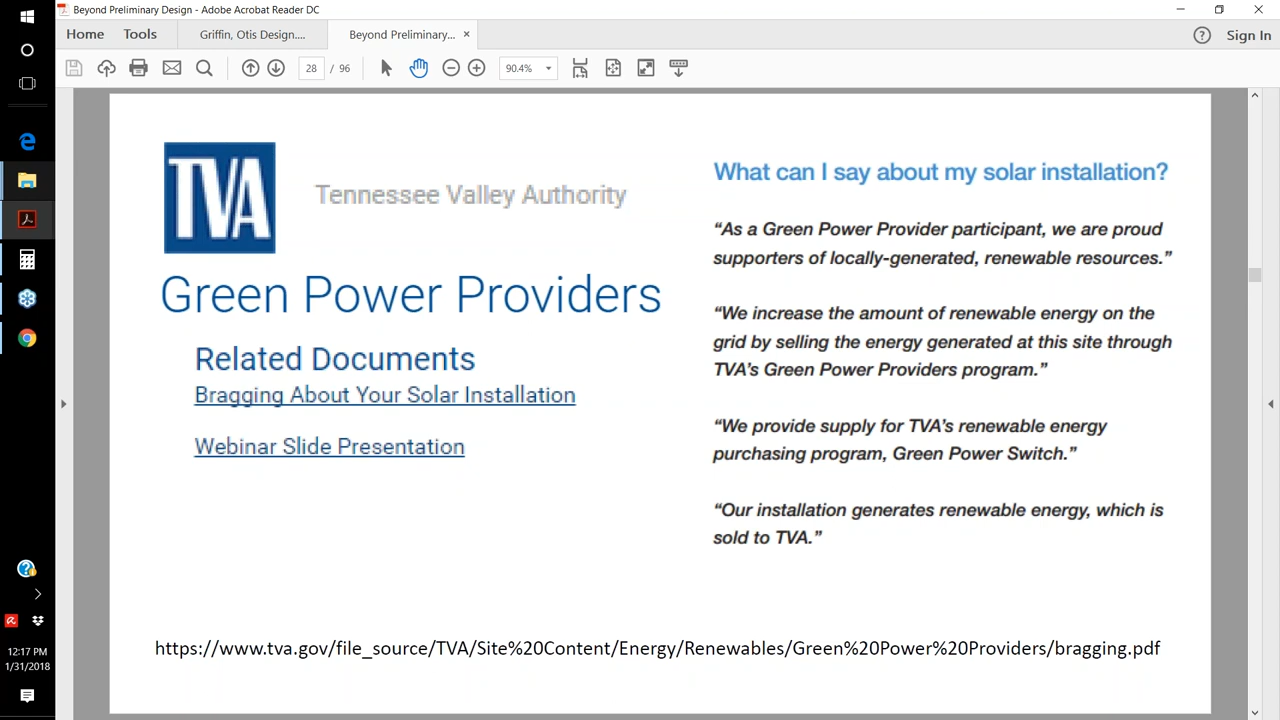 Beyond Preliminary Design - Adobe Acrobat Reader DC
Home
Tools
Griffin, Otis Design....
Beyond Preliminary...
×
Sign In
28 / 96
90.4%
TVA
Tennessee Valley Authority
Green Power Providers
Related Documents
Bragging About Your Solar Installation
Webinar Slide Presentation
What can I say about my solar installation?
“As a Green Power Provider participant, we are proud
supporters of locally-generated, renewable resources.”
“We increase the amount of renewable energy on the
grid by selling the energy generated at this site through
TVA’s Green Power Providers program.”
“We provide supply for TVA’s renewable energy
purchasing program, Green Power Switch.”
“Our installation generates renewable energy, which is
sold to TVA.”
https://www.tva.gov/file_source/TVA/Site%20Content/Energy/Renewables/Green%20Power%20Providers/bragging.pdf
12:17 PM
1/31/2018